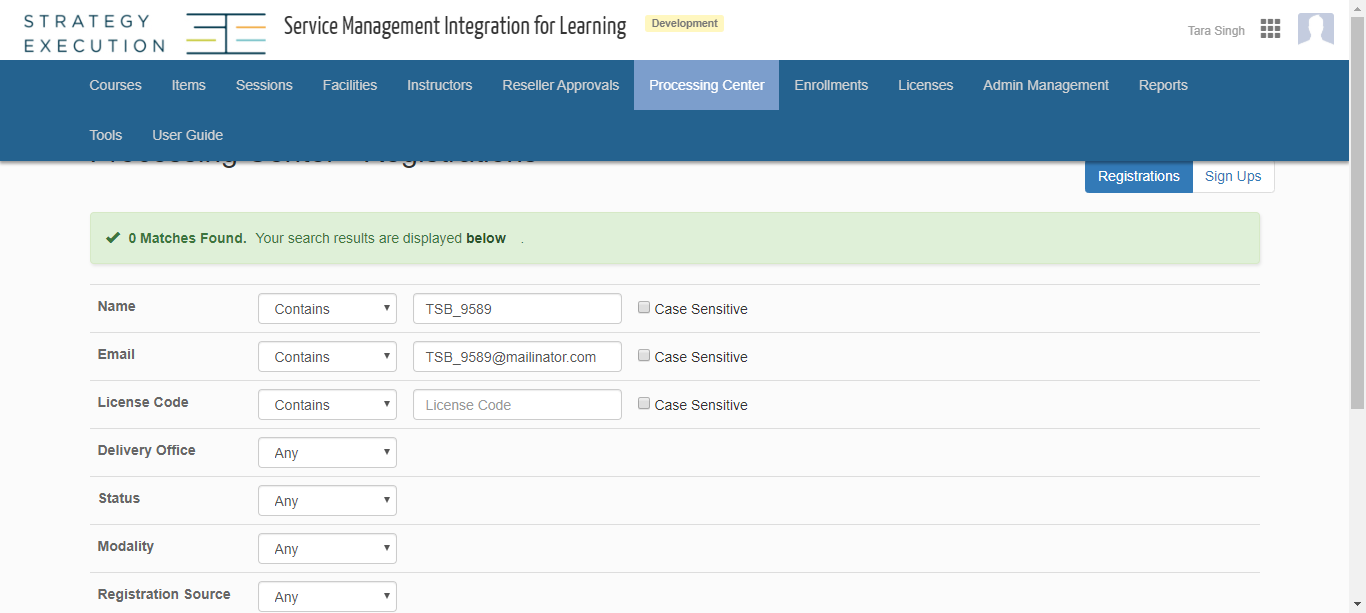 STRATEGY
EXECUTION
Service Management Integration for Learning
Development
Tara Singh
Courses Items Sessions Facilities Instructors Reseller Approvals Processing Center Enrollments Licenses Admin Management Reports
Tools User Guide
Processing Center - Registrations
Registrations Sign Ups
0 Matches Found. Your search results are displayed below .
Name Contains TSB_9589 Case Sensitive
Email Contains TSB_9589@mailinator.com Case Sensitive
License Code Contains License Code Case Sensitive
Delivery Office Any
Status Any
Modality Any
Registration Source Any